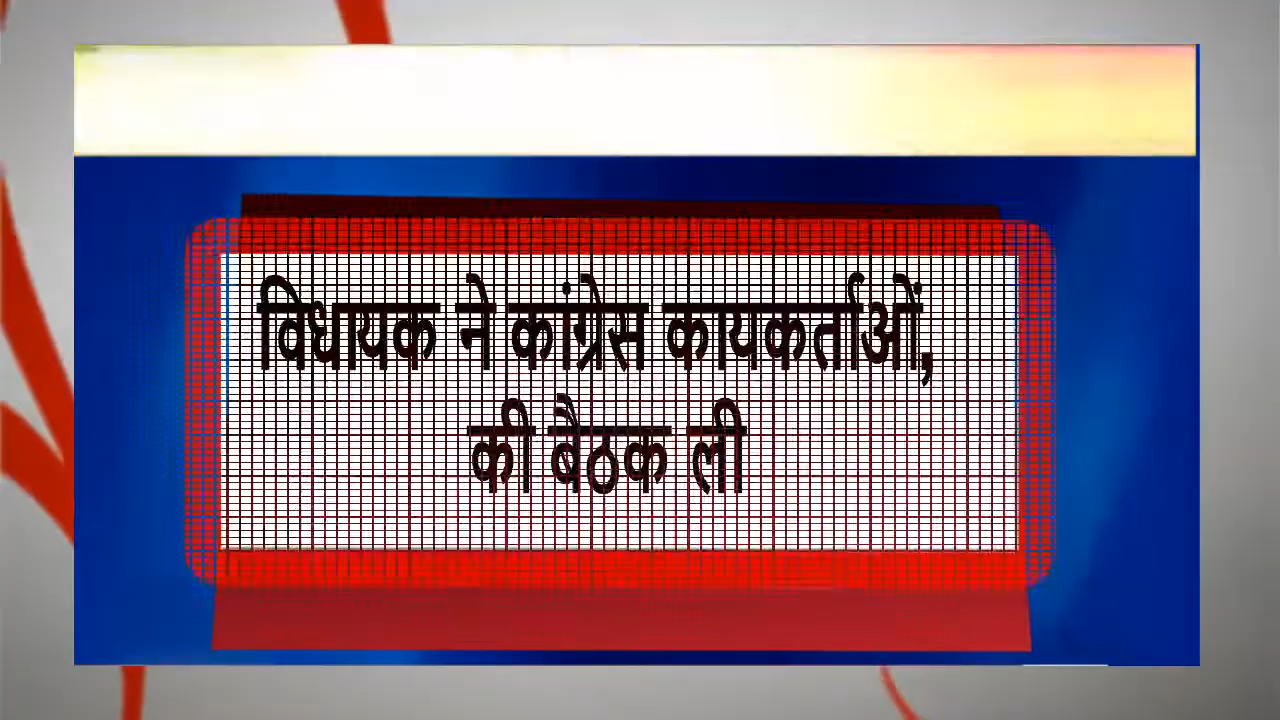 विधायक ने कांग्रेस कायकर्ताओं,
की बैठक ली